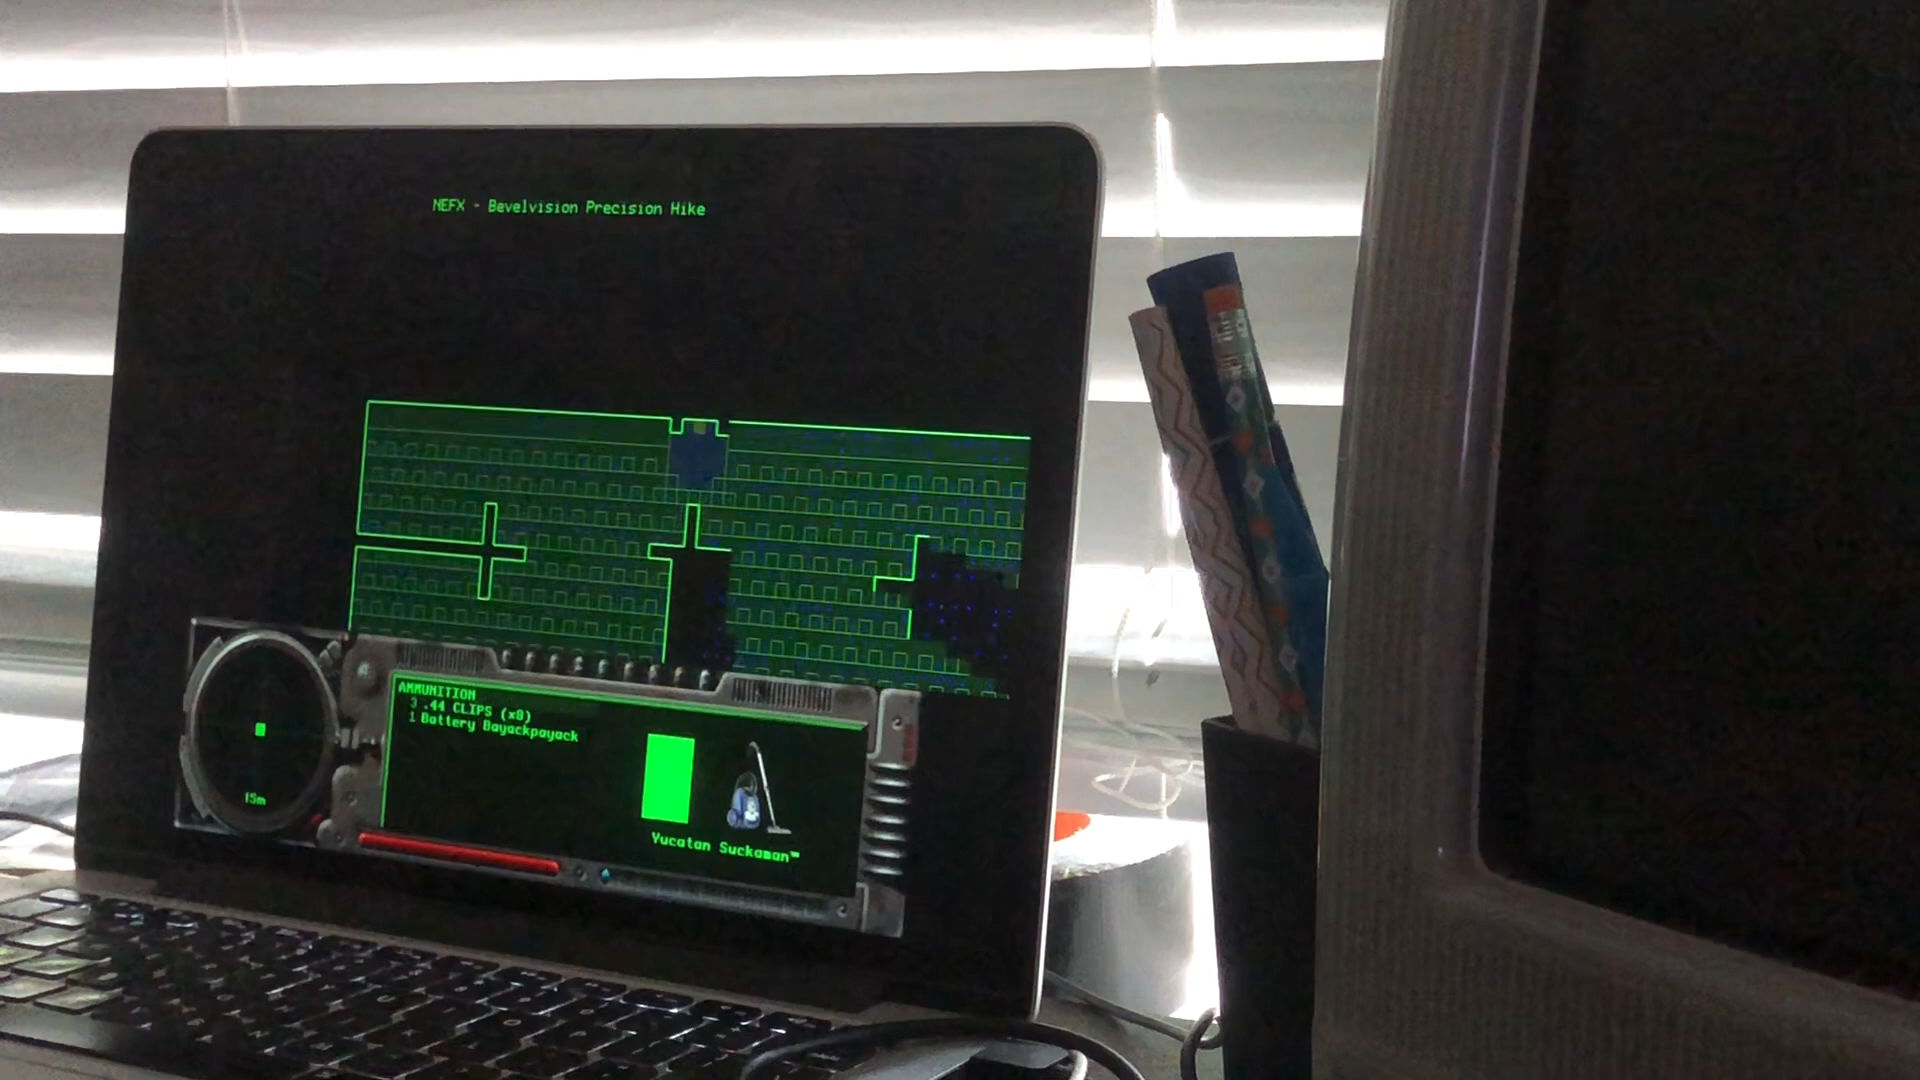 NEFX - Bevelvision Precision Hike
AMMUNITION
3 .44 CLIPS (x8)
1 Battery Bayackpayack
15m
Yucatan Suckaman™